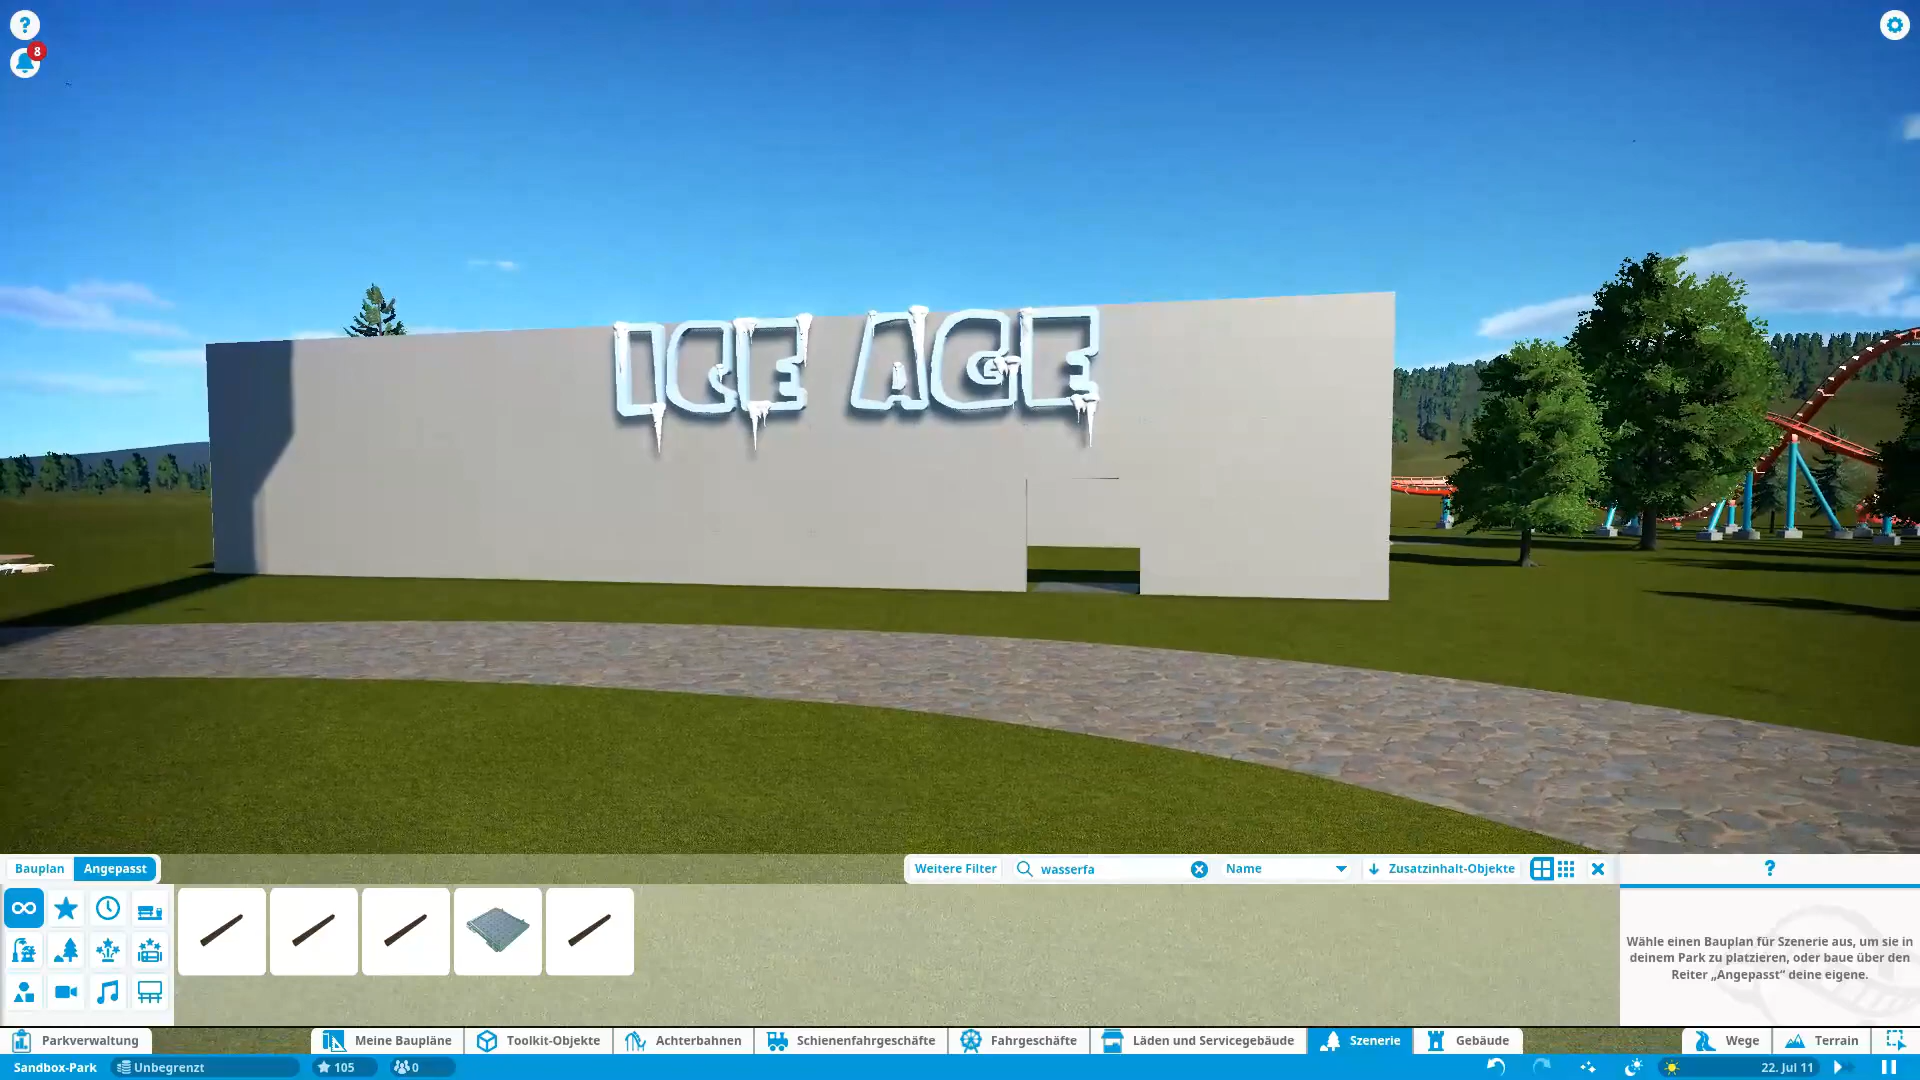 ?
8
ICE AGE
Bauplan
Angepasst
Weitere Filter
wasserfa
Name
Zusatzinhalt-Objekte
?
Wähle einen Bauplan für Szenerie aus, um sie in
deinem Park zu platzieren, oder baue über den
Reiter „Angepasst“ deine eigene.
Parkverwaltung
Meine Baupläne
Toolkit-Objekte
Achterbahnen
Schienenfahrgeschäfte
Fahrgeschäfte
Läden und Servicegebäude
Szenerie
Gebäude
Wege
Terrain
Sandbox-Park
Unbegrenzt
105
0
22. Jul 11